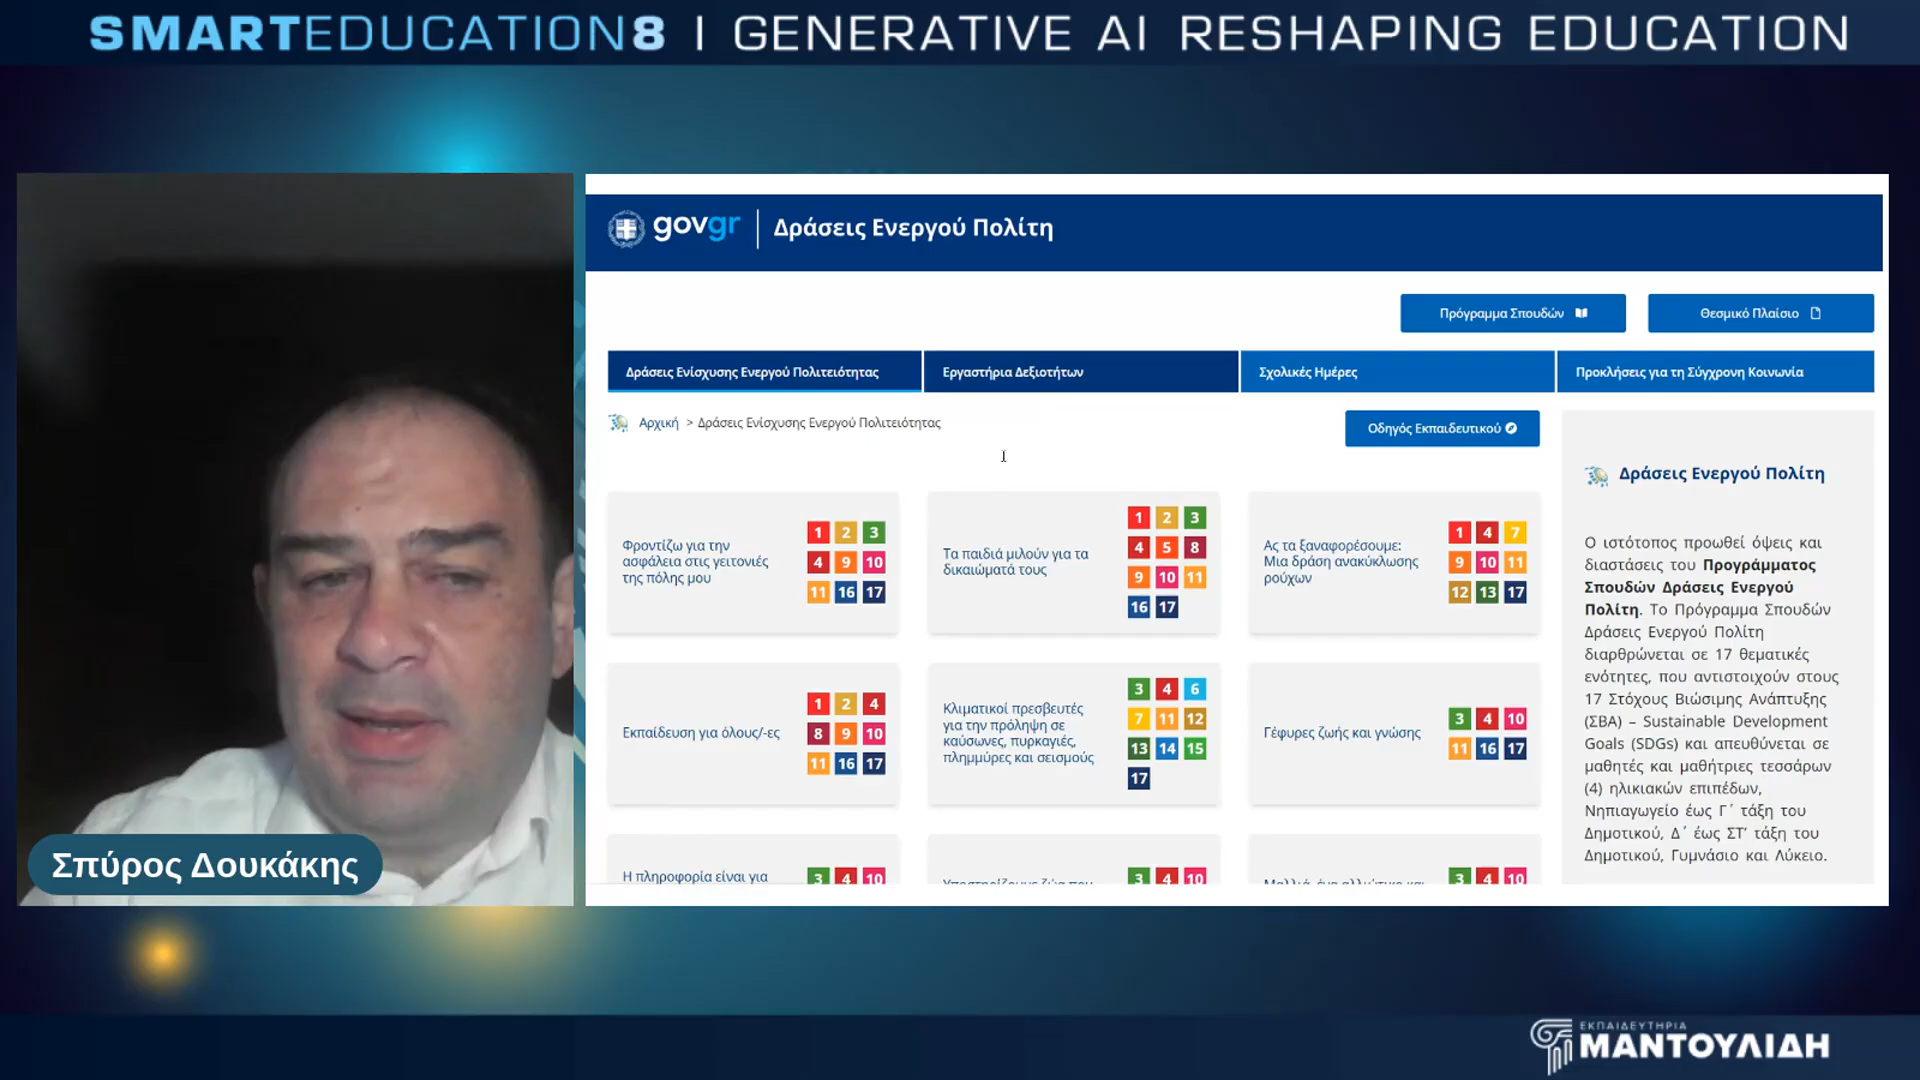 SMARTEDUCATION8 | GENERATIVE AI RESHAPING EDUCATION
govgr | Δράσεις Ενεργού Πολίτη
Πρόγραμμα Σπουδών
Θεσμικό Πλαίσιο
Δράσεις Ενίσχυσης Ενεργού Πολιτειότητας
Εργαστήρια Δεξιοτήτων
Σχολικές Ημέρες
Προκλήσεις για τη Σύγχρονη Κοινωνία
Αρχική > Δράσεις Ενίσχυσης Ενεργού Πολιτειότητας
Οδηγός Εκπαιδευτικού
Φροντίζω για την
ασφάλεια στις γειτονιές
της πόλης μου
1 2 3
4 9 10
11 16 17
Τα παιδιά μιλούν για τα
δικαιώματά τους
1 2 3
4 5 8
9 10 11
16 17
Ας τα ξαναφορέσουμε:
Μια δράση ανακύκλωσης
ρούχων
1 4 7
9 10 11
12 13 17
Εκπαίδευση για όλους/-ες
1 2 4
8 9 10
11 16 17
Κλιματικοί πρεσβευτές
για την πρόληψη σε
καύσωνες, πυρκαγιές,
πλημμύρες και σεισμούς
3 4 6
7 11 12
13 14 15
17
Γέφυρες ζωής και γνώσης
3 4 10
11 16 17
Η πληροφορία είναι για
3 4 10
3 4 10
3 4 10
Δράσεις Ενεργού Πολίτη
Ο ιστότοπος προωθεί όψεις και
διαστάσεις του Προγράμματος
Σπουδών Δράσεις Ενεργού
Πολίτη. Το Πρόγραμμα Σπουδών
Δράσεις Ενεργού Πολίτη
διαρθρώνεται σε 17 θεματικές
ενότητες, που αντιστοιχούν στους
17 Στόχους Βιώσιμης Ανάπτυξης
(ΣΒΑ) – Sustainable Development
Goals (SDGs) και απευθύνεται σε
μαθητές και μαθήτριες τεσσάρων
(4) ηλικιακών επιπέδων,
Νηπιαγωγείο έως Γ΄ τάξη του
Δημοτικού, Δ΄ έως ΣΤ’ τάξη του
Δημοτικού, Γυμνάσιο και Λύκειο.
Σπύρος Δουκάκης
ΕΚΠΑΙΔΕΥΤΗΡΙΑ
ΜΑΝΤΟΥΛΙΔΗ